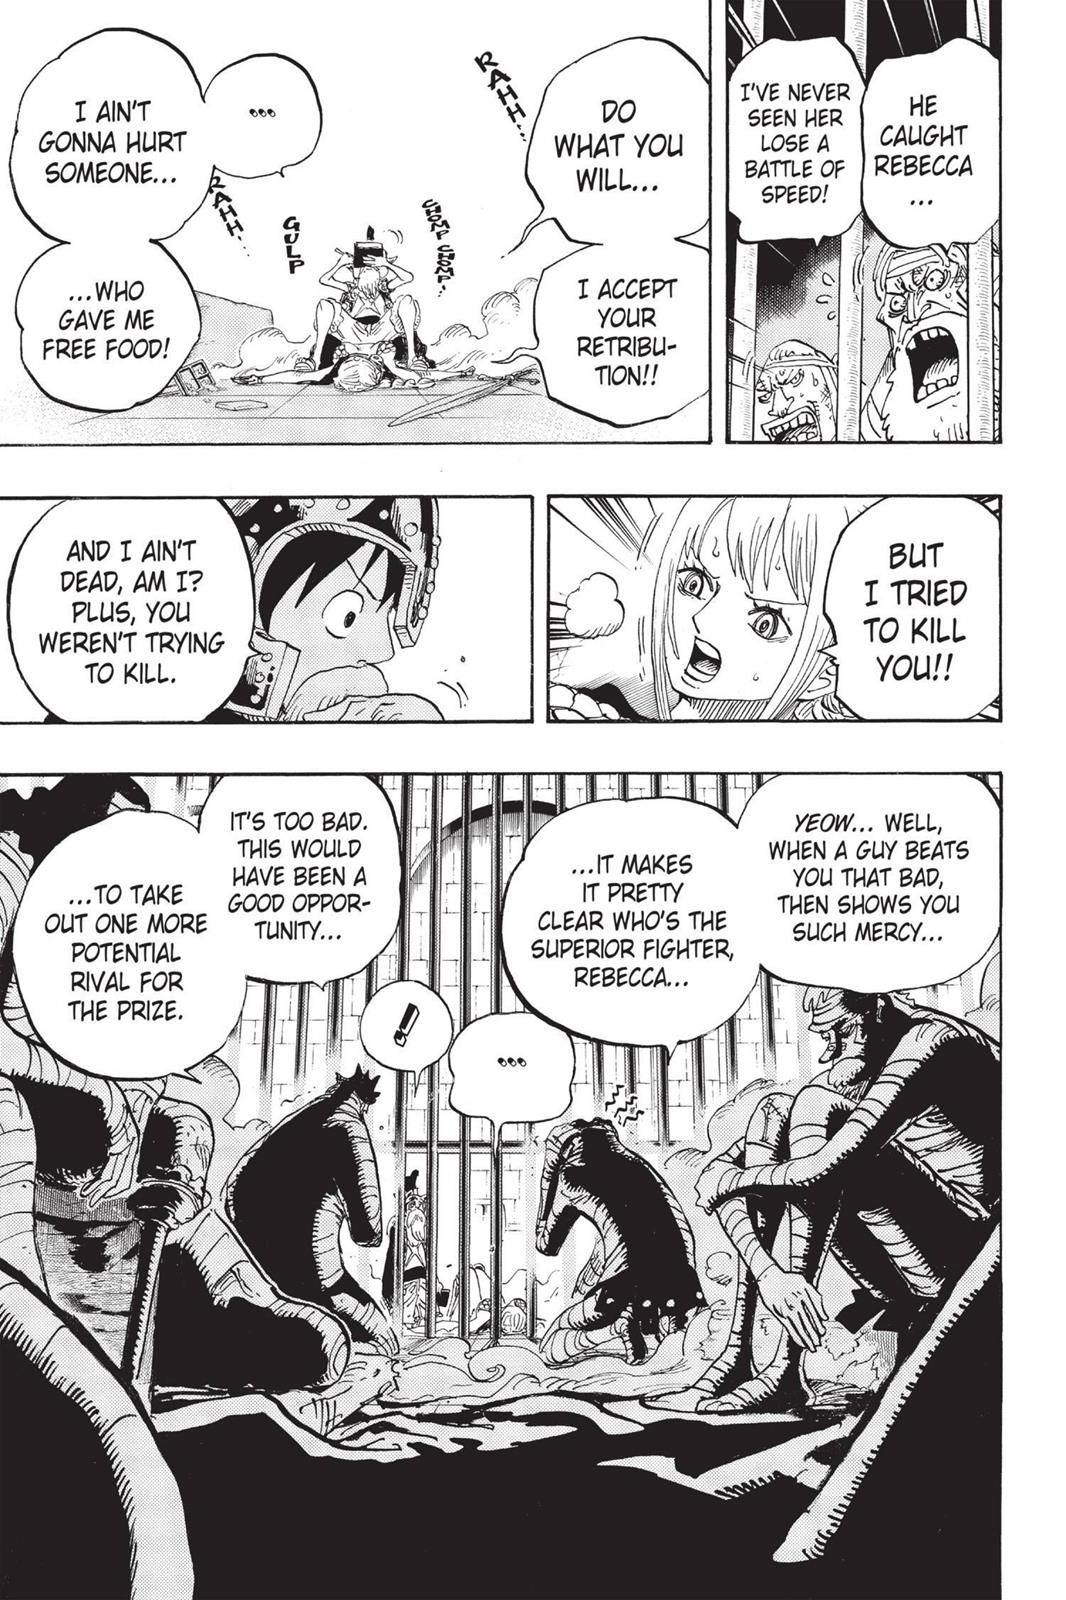 HE
CAUGHT
REBECCA
...
I'VE NEVER
SEEN HER
LOSE A
BATTLE OF
SPEED!
DO
WHAT YOU
WILL...
I ACCEPT
YOUR
RETRIBU-
TION!!
RAHH!..
CHOMP CHOMP!
GULP
RAHH!..
...
I AIN'T
GONNA HURT
SOMEONE...
...WHO
GAVE ME
FREE FOOD!
BUT
I TRIED
TO KILL
YOU!!
AND I AIN'T
DEAD, AM I?
PLUS, YOU
WEREN'T TRYING
TO KILL.
YEOW... WELL,
WHEN A GUY BEATS
YOU THAT BAD,
THEN SHOWS YOU
SUCH MERCY...
...IT MAKES
IT PRETTY
CLEAR WHO'S THE
SUPERIOR FIGHTER,
REBECCA...
...
!
IT'S TOO BAD.
THIS WOULD
HAVE BEEN A
GOOD OPPOR-
TUNITY...
...TO TAKE
OUT ONE MORE
POTENTIAL
RIVAL FOR
THE PRIZE.